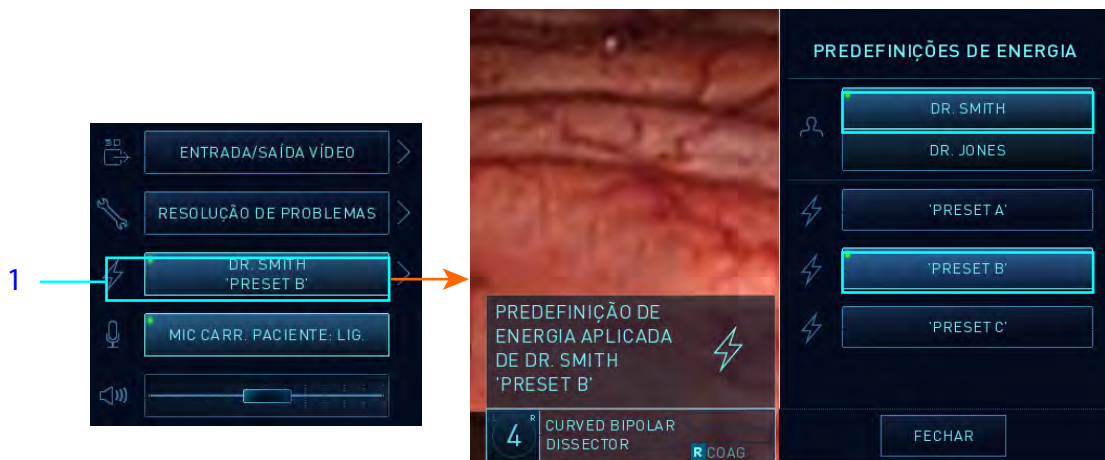 3D
ENTRADA/SAÍDA VÍDEO
RESOLUÇÃO DE PROBLEMAS
1
DR. SMITH
'PRESET B'
MIC CARR. PACIENTE: LIG.
PREDEFINIÇÃO DE
ENERGIA APLICADA
DE DR. SMITH
'PRESET B'
4
R
CURVED BIPOLAR
DISSECTOR
R COAG
PREDEFINIÇÕES DE ENERGIA
DR. SMITH
DR. JONES
'PRESET A'
'PRESET B'
'PRESET C'
FECHAR